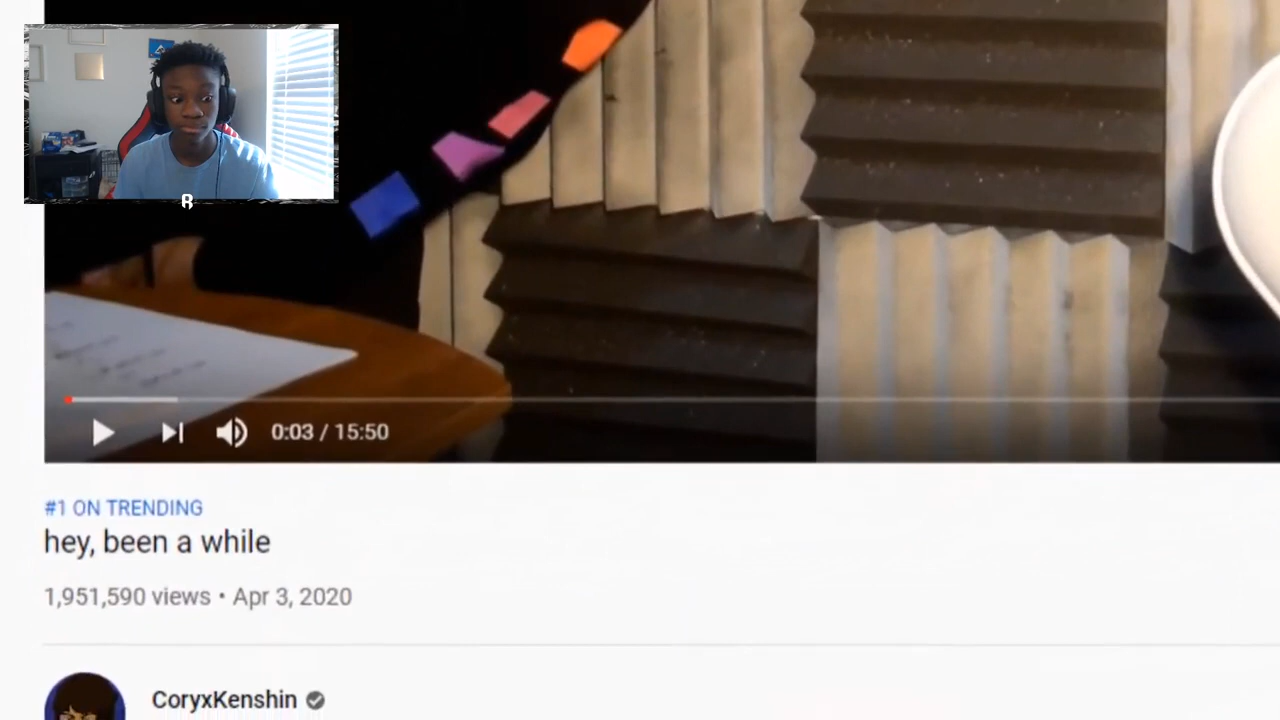 R
0:03 / 15:50
#1 ON TRENDING
hey, been a while
1,951,590 views • Apr 3, 2020
CoryxKenshin